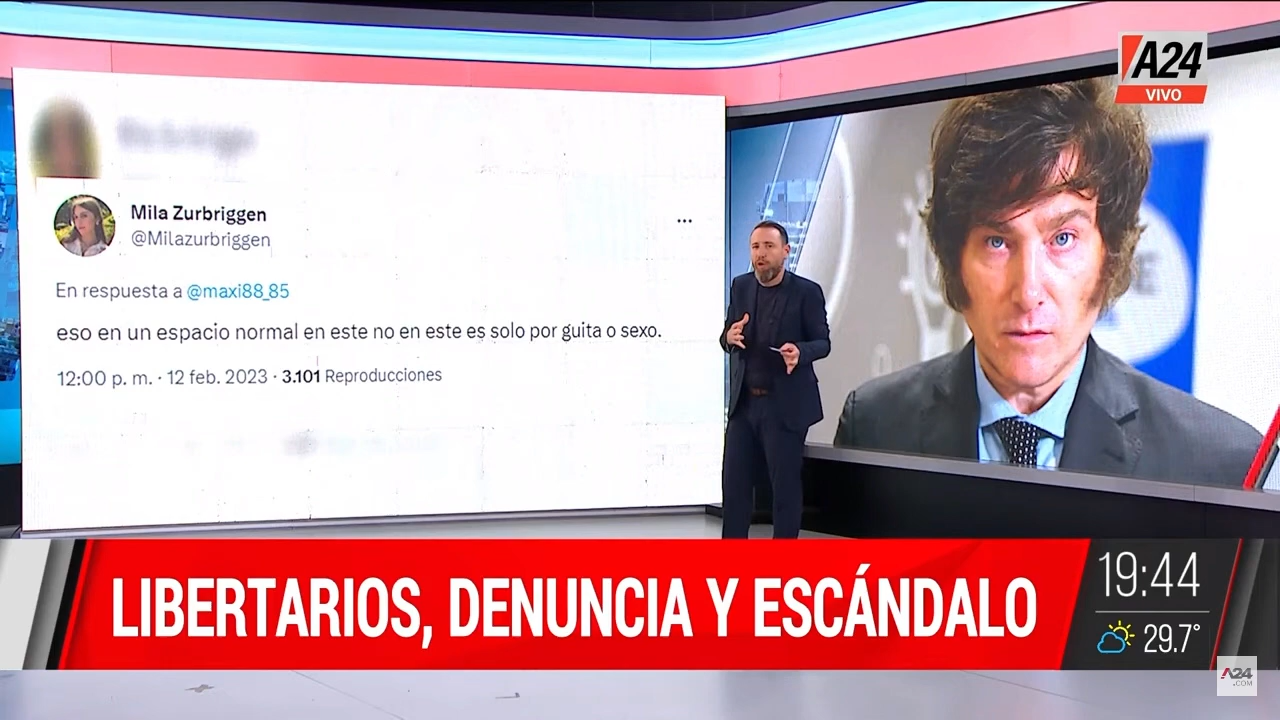 A24
VIVO
Mila Zurbriggen
@Milazurbriggen
...
En respuesta a @maxi88_85
eso en un espacio normal en este no en este es solo por guita o sexo.
12:00 p. m. · 12 feb. 2023 · 3.101 Reproducciones
LIBERTARIOS, DENUNCIA Y ESCÁNDALO
19:44
29.7°
A24
.COM